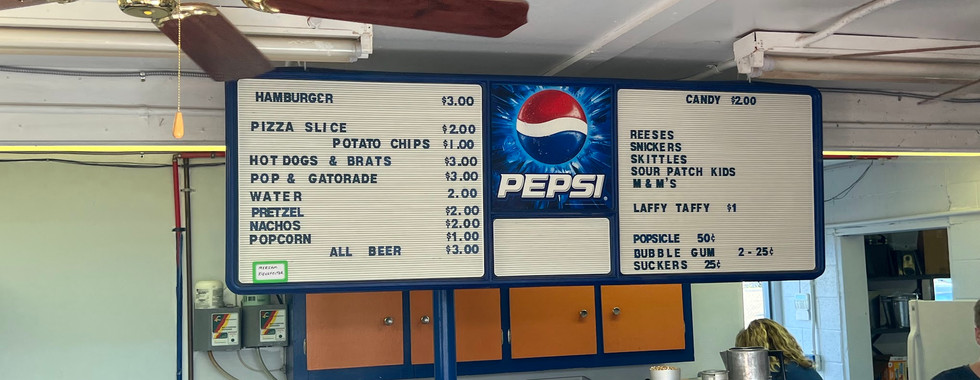 HAMBURGER $3.00
PIZZA SLICE $2.00
POTATO CHIPS $1.00
HOT DOGS & BRATS $3.00
POP & GATORADE $3.00
WATER 2.00
PRETZEL $2.00
NACHOS $2.00
POPCORN $1.00
ALL BEER $3.00
PEPSI
CANDY $2.00
REESES
SNICKERS
SKITTLES
SOUR PATCH KIDS
M&M'S
LAFFY TAFFY $1
POPSICLE 50¢
BUBBLE GUM 2-25¢
SUCKERS 25¢